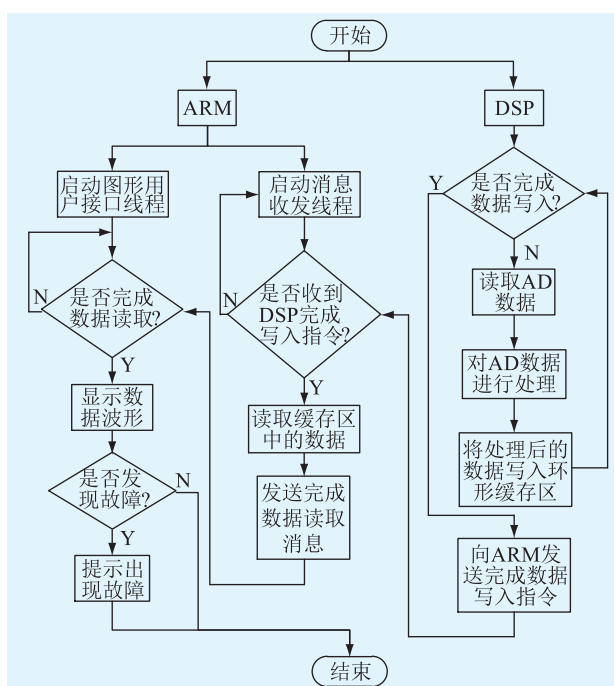 开始
ARM
DSP
启动图形用
户接口线程
启动消息
收发线程
Y
是否完成
数据写入?
N
读取AD
数据
N
是否完成
数据读取?
Y
N
是否收到
DSP完成
写入指令?
Y
对AD数据
进行处理
显示数
据波形
读取缓存区
中的数据
将处理后的
数据写入环
形缓存区
是否发
现故障?
N
Y
发送完成
数据读取
消息
提示出
现故障
向ARM发
送完成数据
写入指令
结束